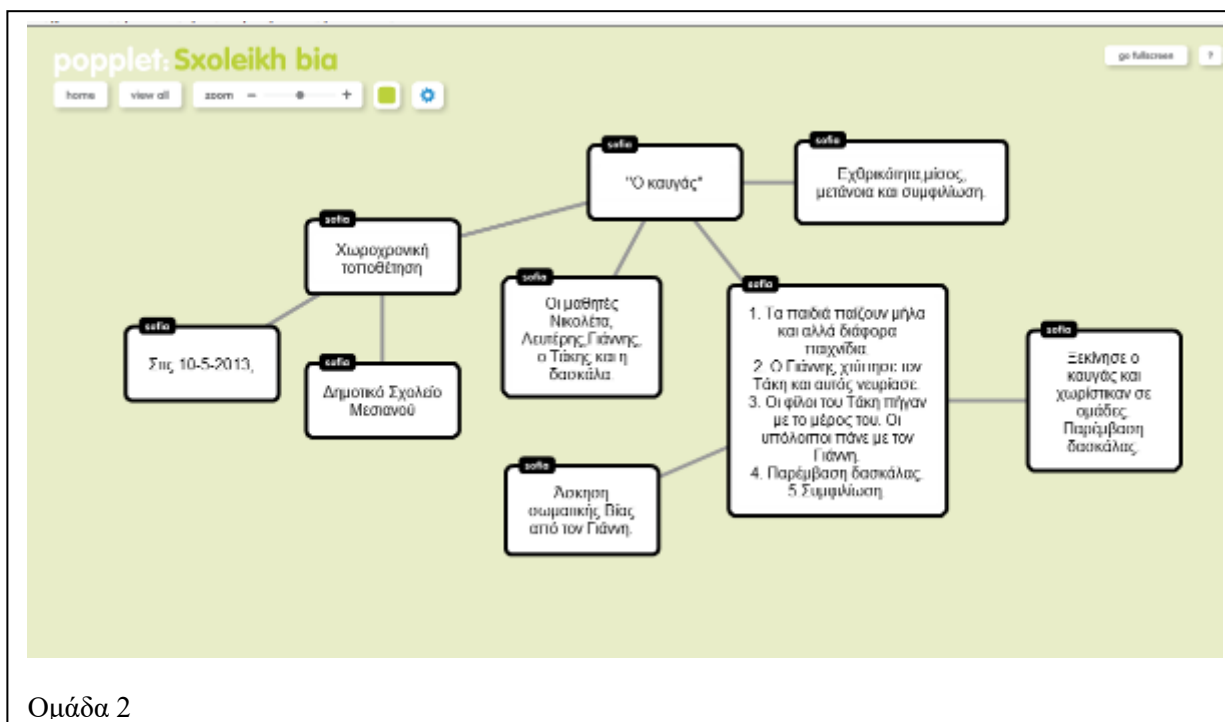 popplet: Sxoleikh bia
go fullscreen ?
home view all zoom - +
sofia
"Ο καυγάς"
sofia
Εχθρικότητα,μίσος,
μετάνοια και συμφιλίωση.
sofia
Χωροχρονική
τοποθέτηση
sofia
Στις 10-5-2013,
sofia
Δημοτικό Σχολείο
Μεσιανού
sofia
Οι μαθητές
Νικολέτα,
Λευτέρης,Γιάννης,
ο Τάκης και η
δασκάλα.
sofia
1. Τα παιδιά παίζουν μήλα
και αλλά διάφορα
παιχνίδια.
2. Ο Γιάννης χτύπησε τον
Τάκη και αυτός νευρίασε.
3. Οι φίλοι του Τάκη πήγαν
με το μέρος του. Οι
υπόλοιποι πάνε με τον
Γιάννη.
4. Παρέμβαση δασκάλας.
5.Συμφιλίωση.
sofia
Ξεκίνησε ο
καυγάς και
χωρίστικαν σε
ομάδες.
Παρέμβαση
δασκάλας.
sofia
Άσκηση
σωματικής Βίας
από τον Γιάννη.
Ομάδα 2